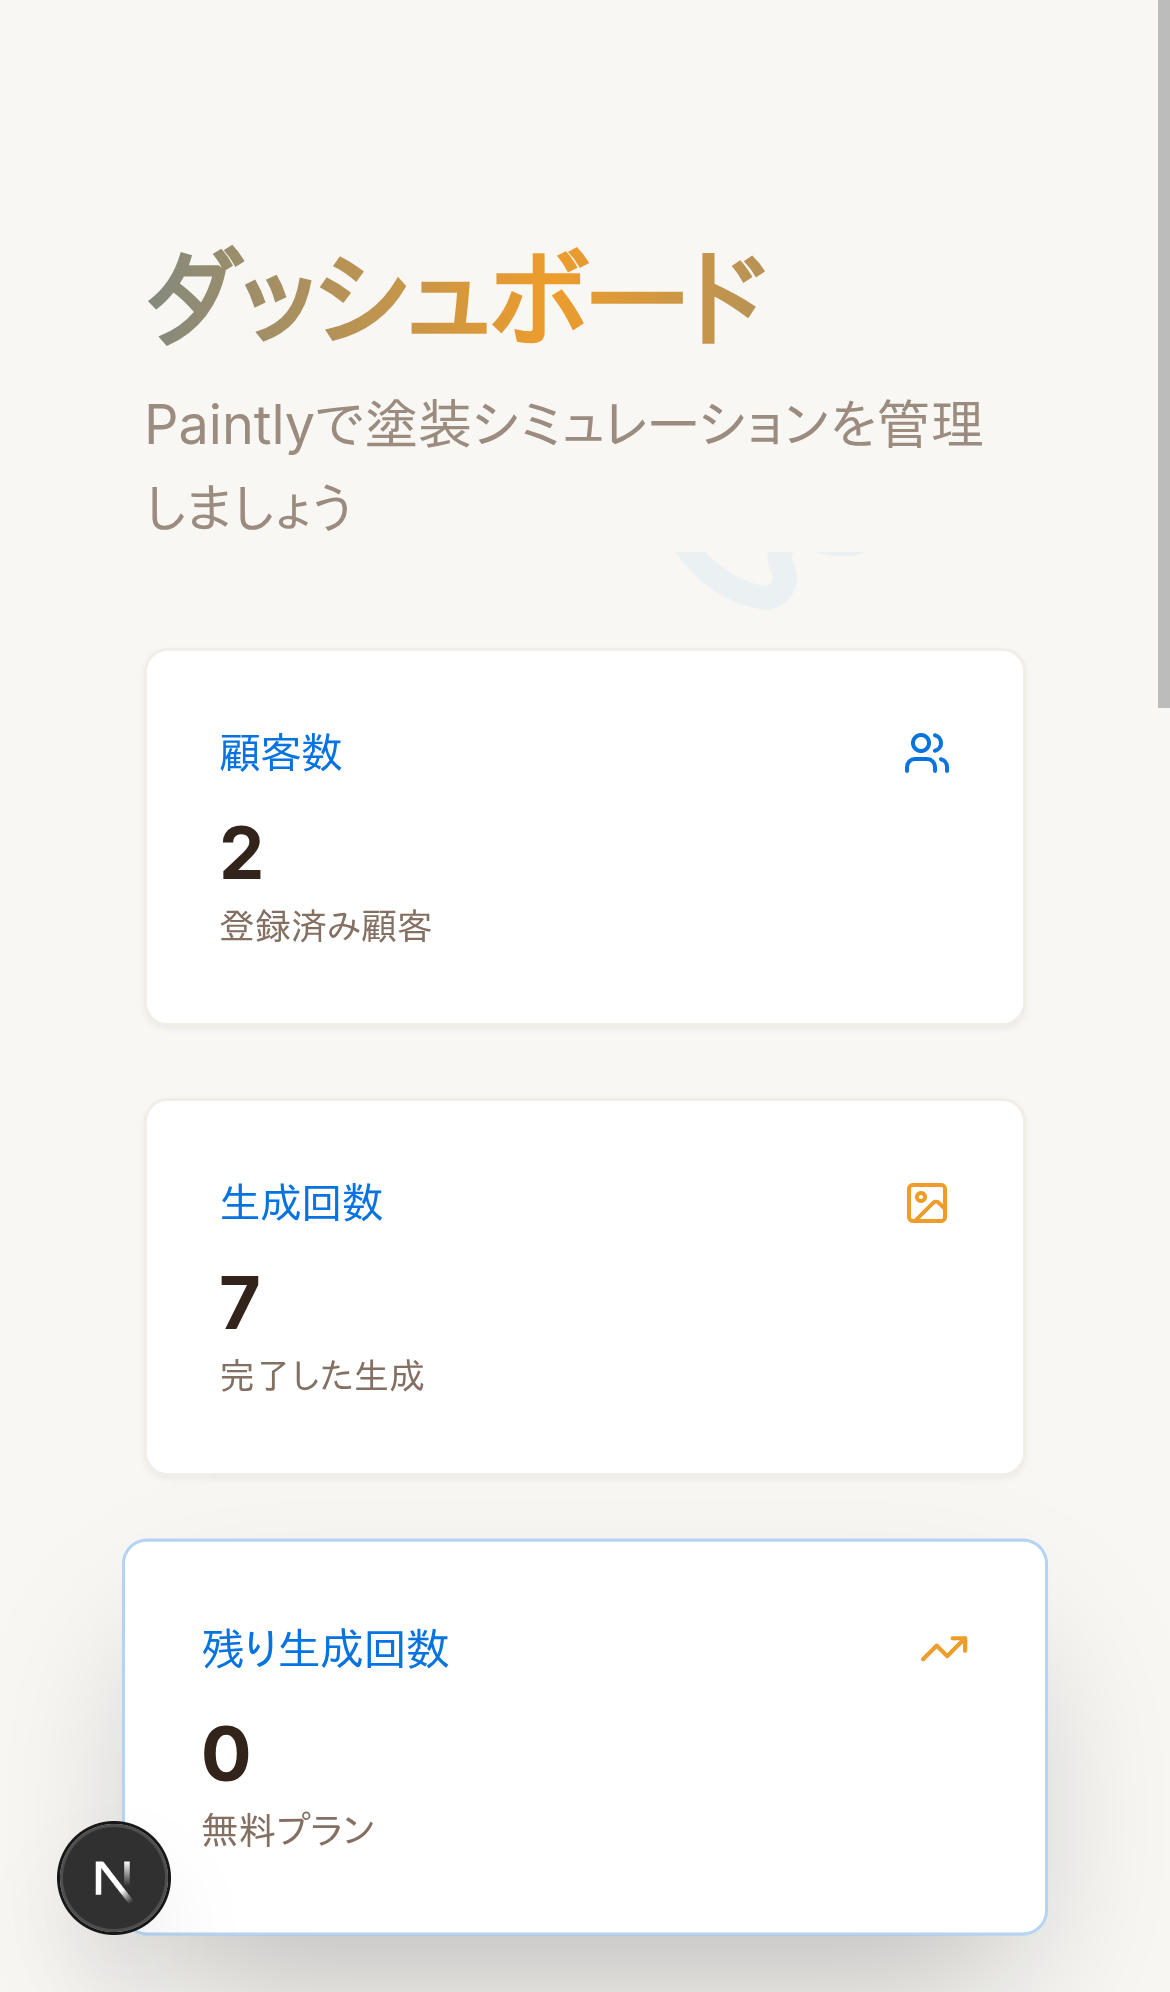 ダッシュボード
Paintlyで塗装シミュレーションを管理
しましょう
顧客数
2
登録済み顧客
生成回数
7
完了した生成
残り生成回数
0
無料プラン
N